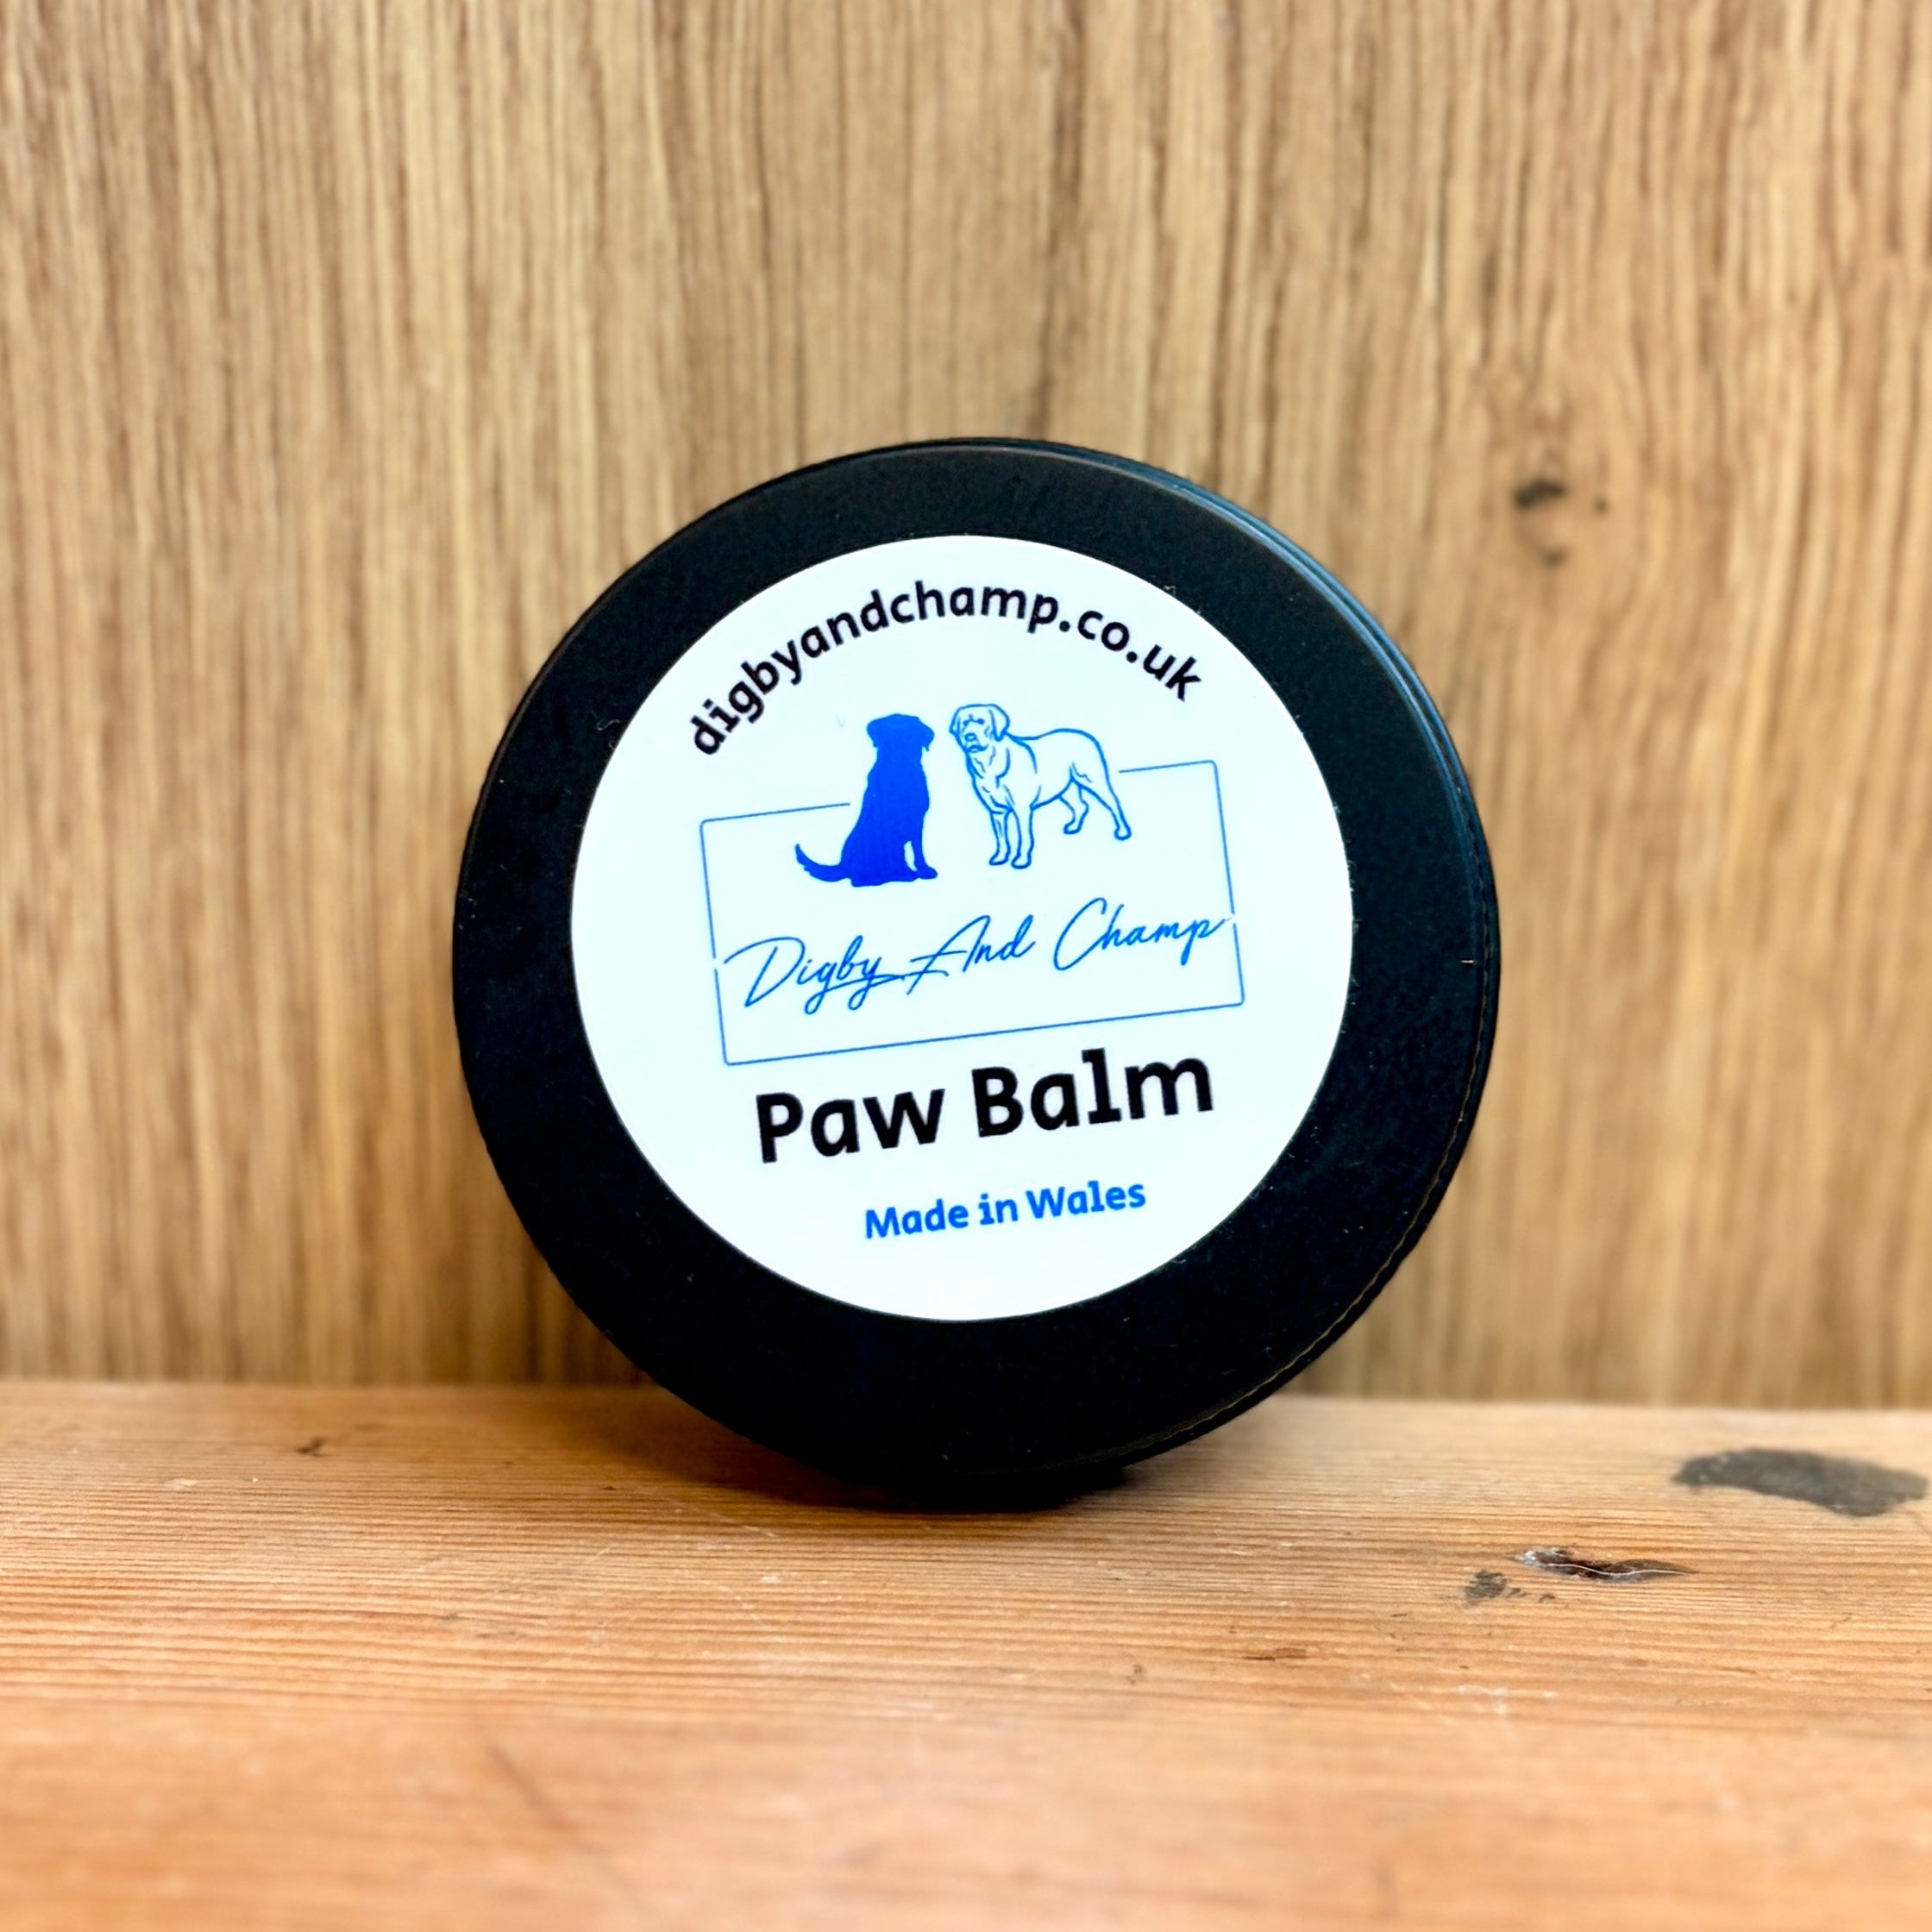 digbyandchamp.co.uk
Digby And Champ
Paw Balm
Made in Wales